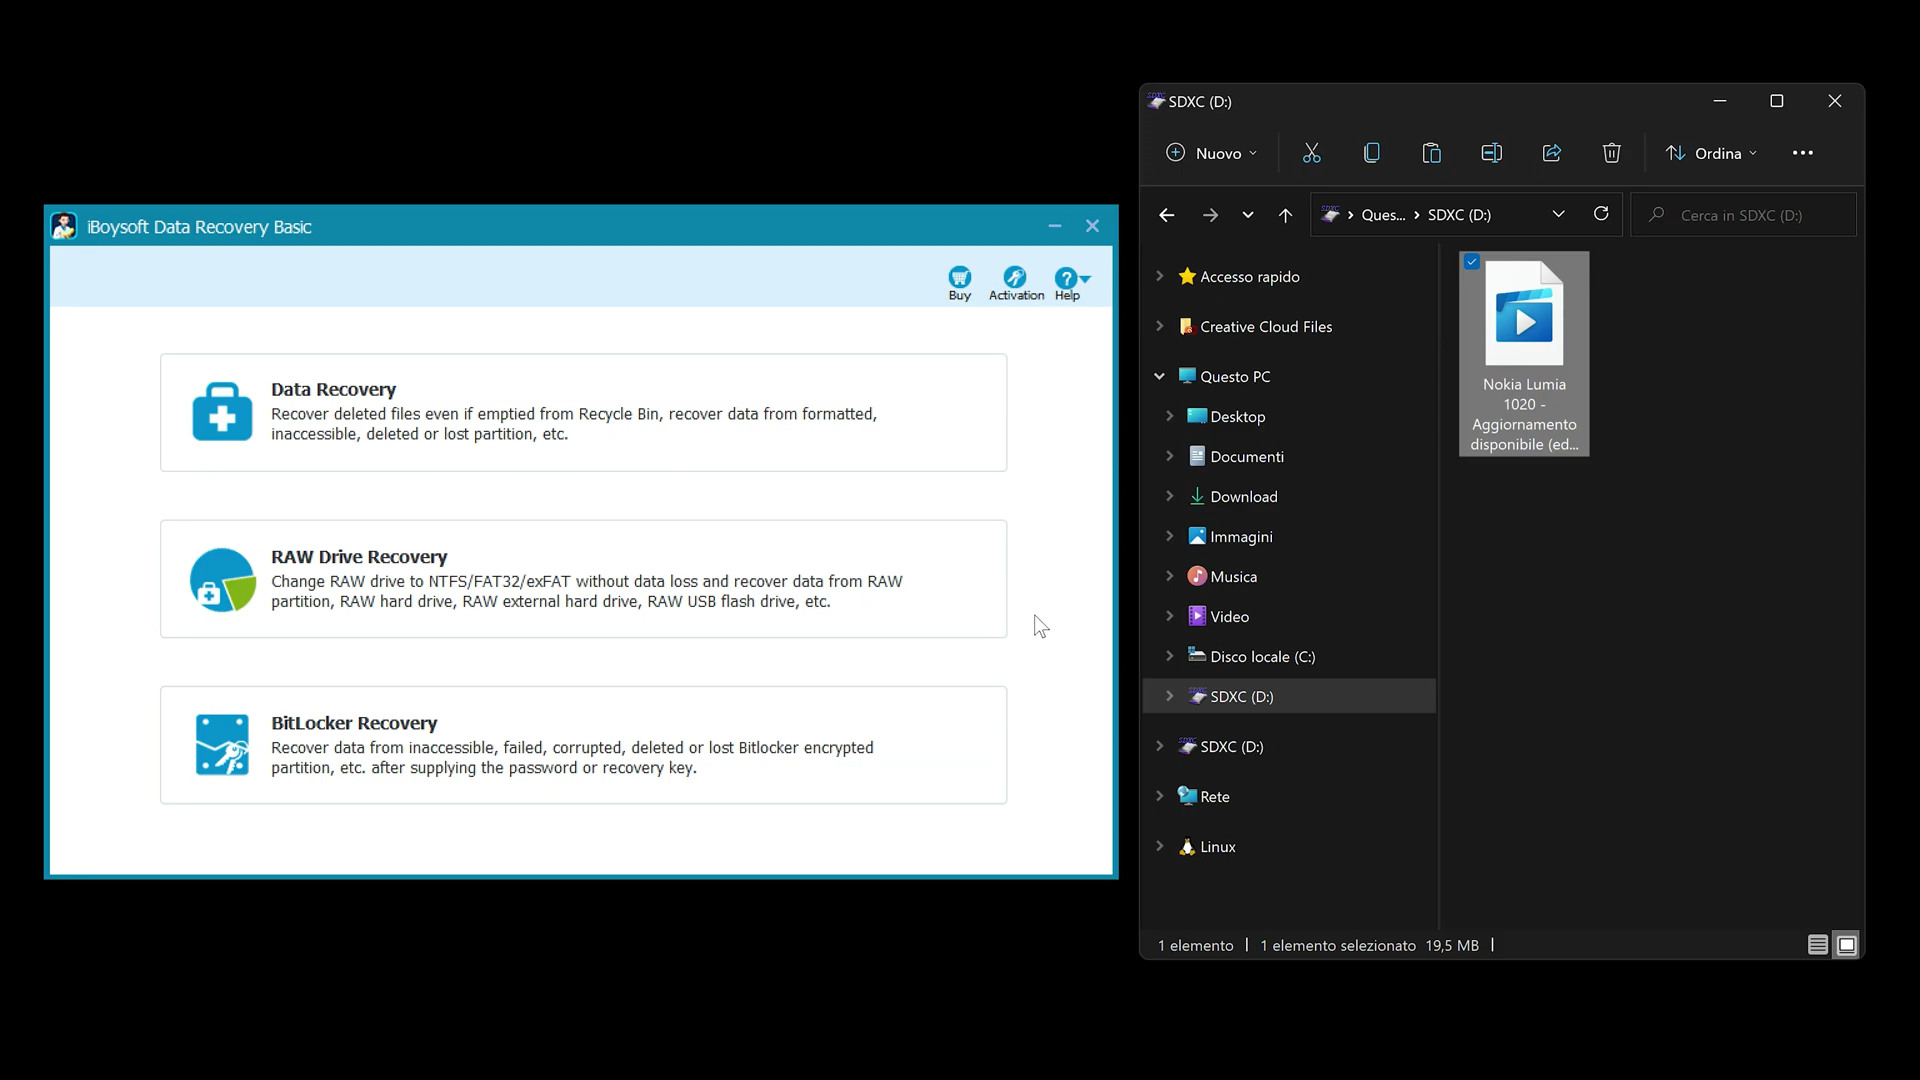 iBoysoft Data Recovery Basic
Buy
Activation
Help
Data Recovery
Recover deleted files even if emptied from Recycle Bin, recover data from formatted,
inaccessible, deleted or lost partition, etc.
RAW Drive Recovery
Change RAW drive to NTFS/FAT32/exFAT without data loss and recover data from RAW
partition, RAW hard drive, RAW external hard drive, RAW USB flash drive, etc.
BitLocker Recovery
Recover data from inaccessible, failed, corrupted, deleted or lost Bitlocker encrypted
partition, etc. after supplying the password or recovery key.
SDXC (D:)
Nuovo
Ordina
Ques... SDXC (D:)
Cerca in SDXC (D:)
Accesso rapido
Creative Cloud Files
Questo PC
Desktop
Documenti
Download
Immagini
Musica
Video
Disco locale (C:)
SDXC (D:)
SDXC (D:)
Rete
Linux
Nokia Lumia
1020 -
Aggiornamento
disponibile (ed...
1 elemento
1 elemento selezionato 19,5 MB